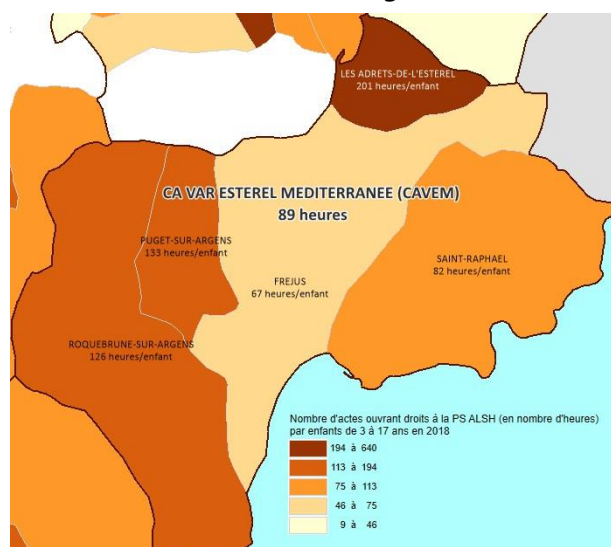 LES ADRETS-DE-L'ESTEREL
201 heures/enfant
CA VAR ESTEREL MEDITERRANEE (CAVEM)
89 heures
PUGET-SUR-ARGENS
133 heures/enfant
SAINT-RAPHAEL
82 heures/enfant
FREJUS
67 heures/enfant
ROQUEBRUNE-SUR-ARGENS
126 heures/enfant
Nombre d'actes ouvrant droits à la PS ALSH (en nombre d'heures)
par enfants de 3 à 17 ans en 2018
194 à 640
113 à 194
75 à 113
46 à 75
9 à 46